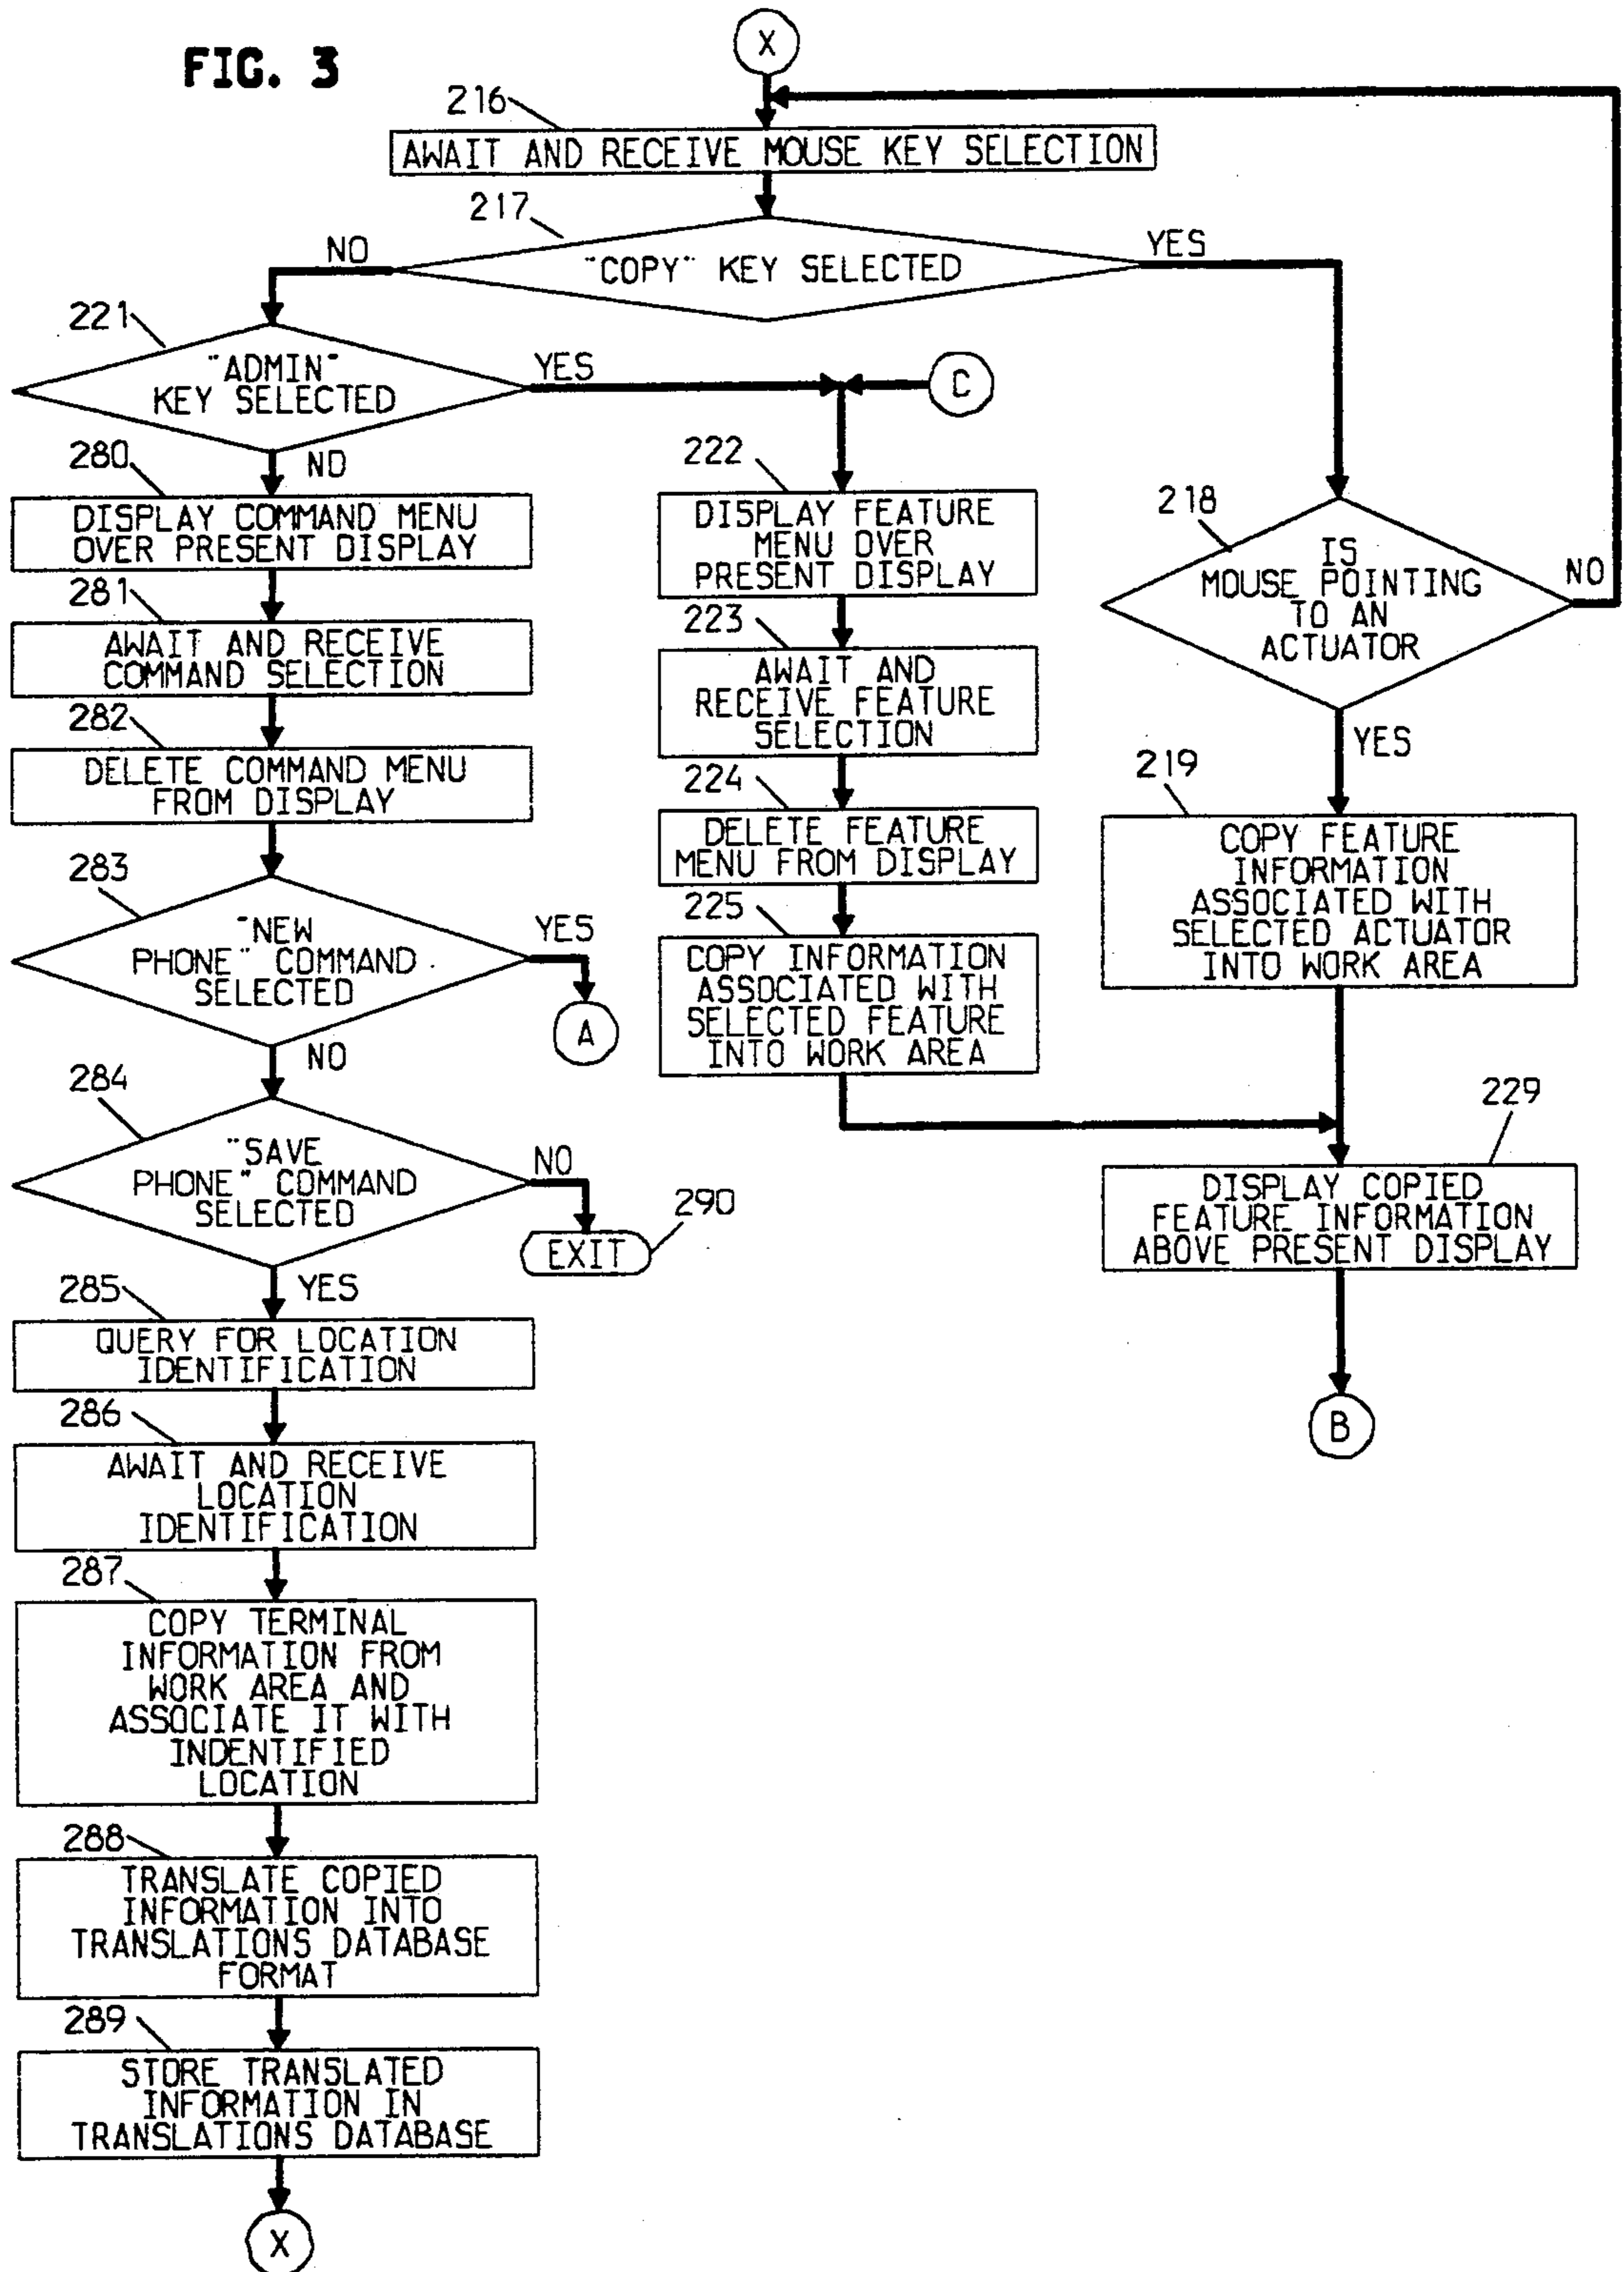 FIG. 3
X
216
AWAIT AND RECEIVE MOUSE KEY SELECTION
217
NO
"COPY" KEY SELECTED
YES
221
"ADMIN"
KEY SELECTED
YES
C
NO
280
DISPLAY COMMAND MENU
OVER PRESENT DISPLAY
281
AWAIT AND RECEIVE
COMMAND SELECTION
282
DELETE COMMAND MENU
FROM DISPLAY
283
"NEW
PHONE" COMMAND
SELECTED
YES
A
NO
284
"SAVE
PHONE" COMMAND
SELECTED
NO
EXIT
290
YES
285
QUERY FOR LOCATION
IDENTIFICATION
286
AWAIT AND RECEIVE
LOCATION
IDENTIFICATION
287
COPY TERMINAL
INFORMATION FROM
WORK AREA AND
ASSOCIATE IT WITH
INDENTIFIED
LOCATION
288
TRANSLATE COPIED
INFORMATION INTO
TRANSLATIONS DATABASE
FORMAT
289
STORE TRANSLATED
INFORMATION IN
TRANSLATIONS DATABASE
X
222
DISPLAY FEATURE
MENU OVER
PRESENT DISPLAY
223
AWAIT AND
RECEIVE FEATURE
SELECTION
224
DELETE FEATURE
MENU FROM DISPLAY
225
COPY INFORMATION
ASSOCIATED WITH
SELECTED FEATURE
INTO WORK AREA
218
IS
MOUSE POINTING
TO AN
ACTUATOR
NO
YES
219
COPY FEATURE
INFORMATION
ASSOCIATED WITH
SELECTED ACTUATOR
INTO WORK AREA
229
DISPLAY COPIED
FEATURE INFORMATION
ABOVE PRESENT DISPLAY
B